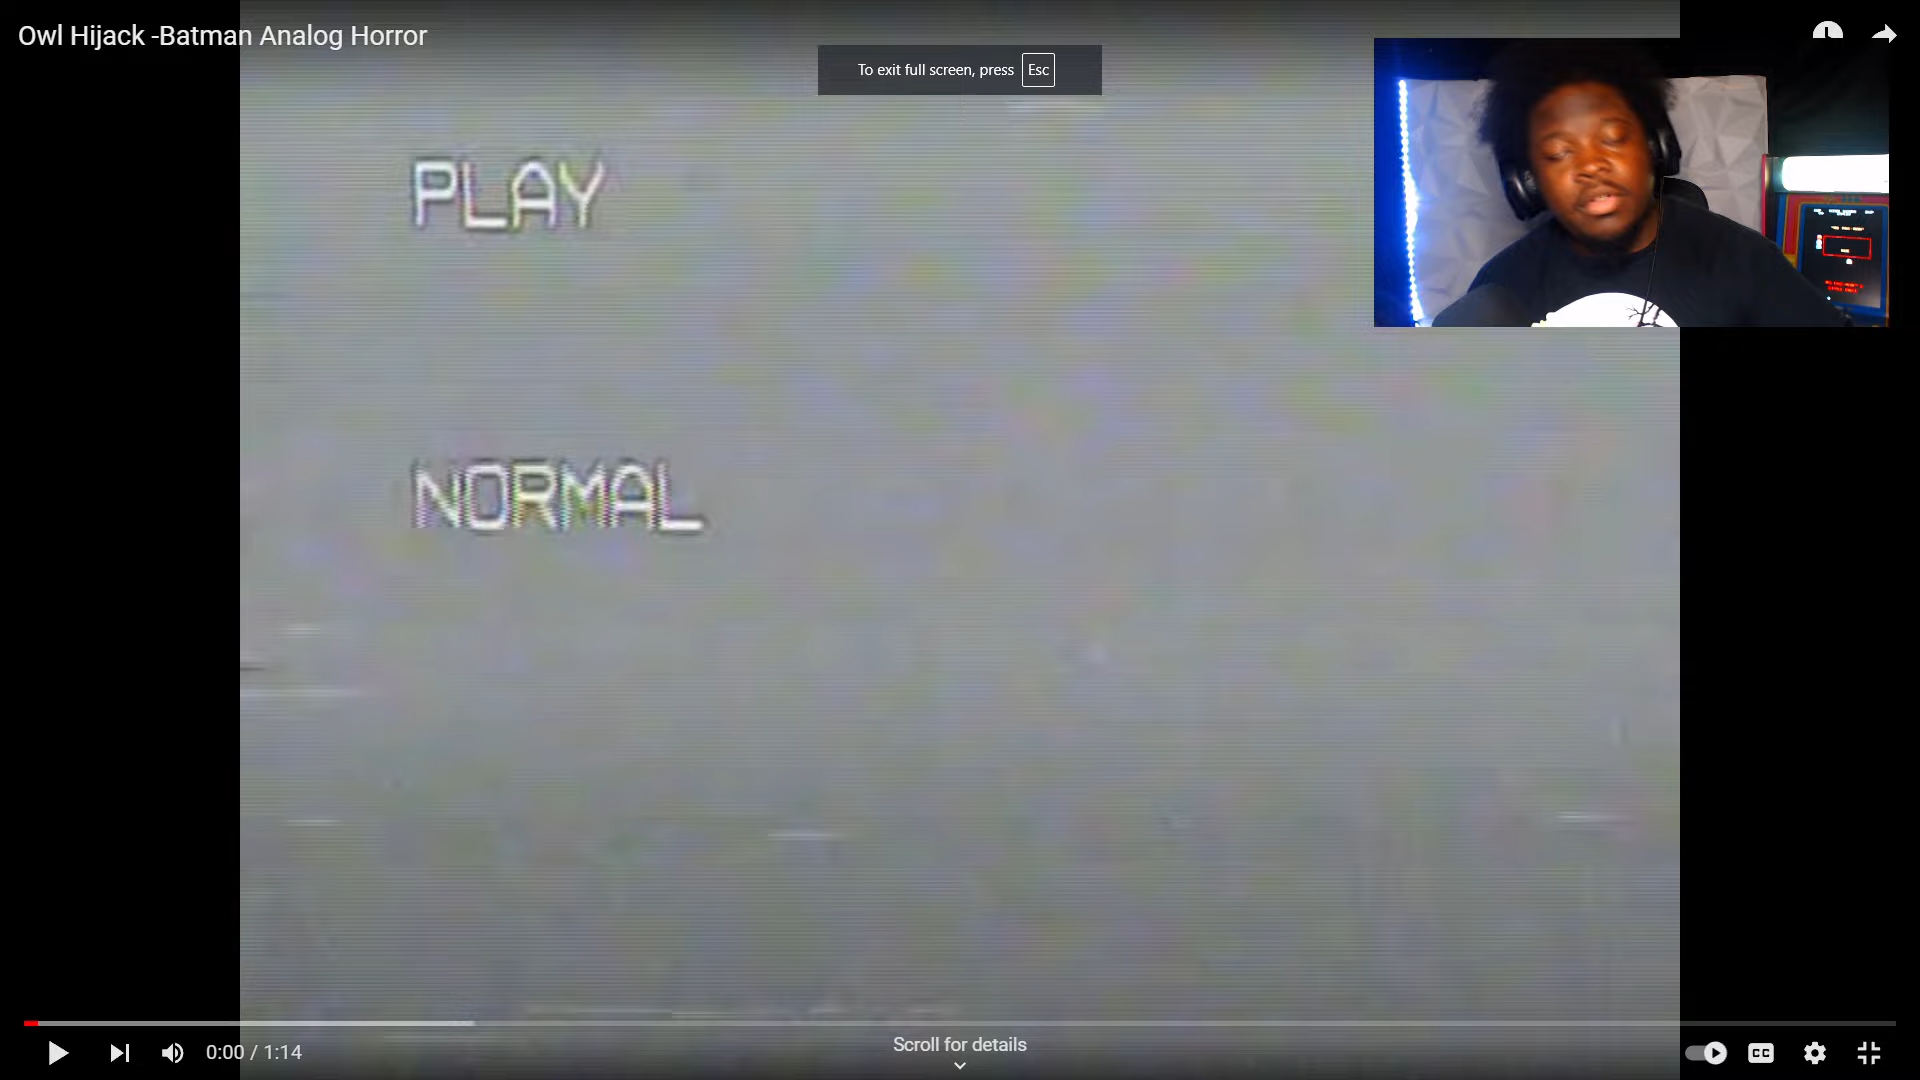 Owl Hijack -Batman Analog Horror
To exit full screen, press Esc
PLAY
NORMAL
0:00 / 1:14
Scroll for details
CC